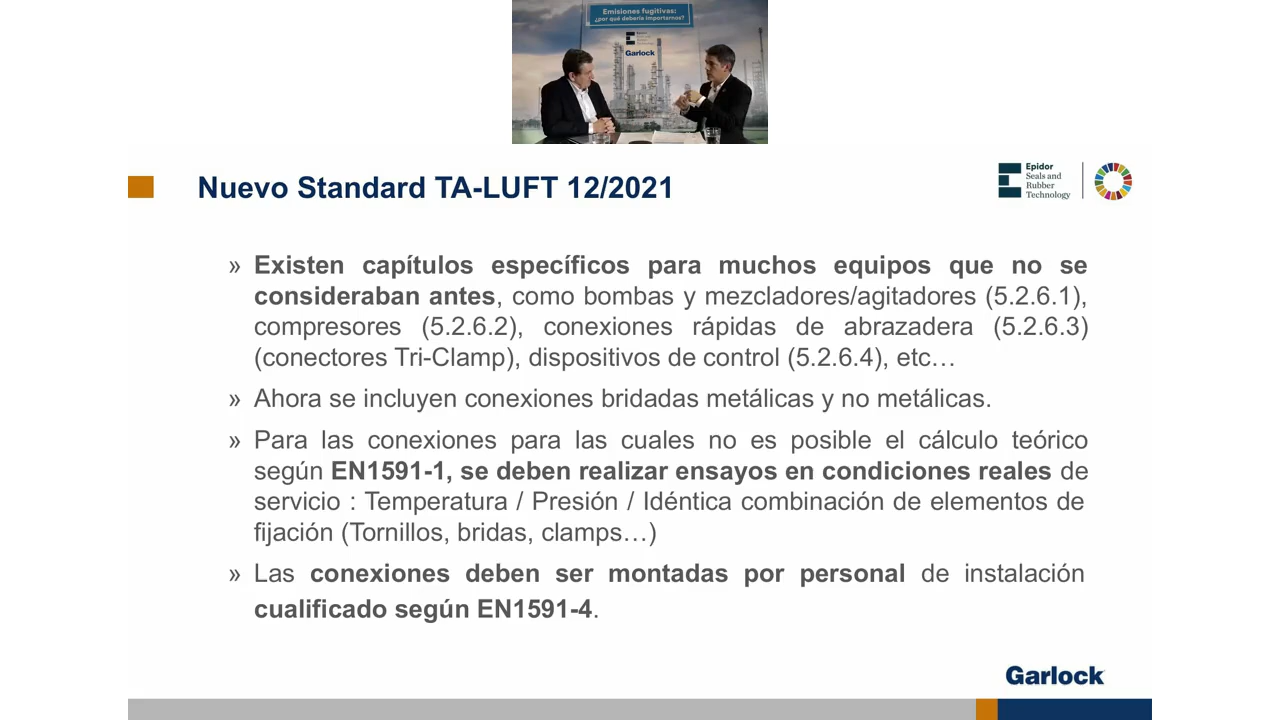 Emisiones fugitivas:
¿por qué debería importarnos?
Garlock
Nuevo Standard TA-LUFT 12/2021
Epidor
Seals and
Rubber
Technology
» Existen capítulos específicos para muchos equipos que no se
consideraban antes, como bombas y mezcladores/agitadores (5.2.6.1),
compresores (5.2.6.2), conexiones rápidas de abrazadera (5.2.6.3)
(conectores Tri-Clamp), dispositivos de control (5.2.6.4), etc…
» Ahora se incluyen conexiones bridadas metálicas y no metálicas.
» Para las conexiones para las cuales no es posible el cálculo teórico
según EN1591-1, se deben realizar ensayos en condiciones reales de
servicio : Temperatura / Presión / Idéntica combinación de elementos de
fijación (Tornillos, bridas, clamps…)
» Las conexiones deben ser montadas por personal de instalación
cualificado según EN1591-4.
Garlock